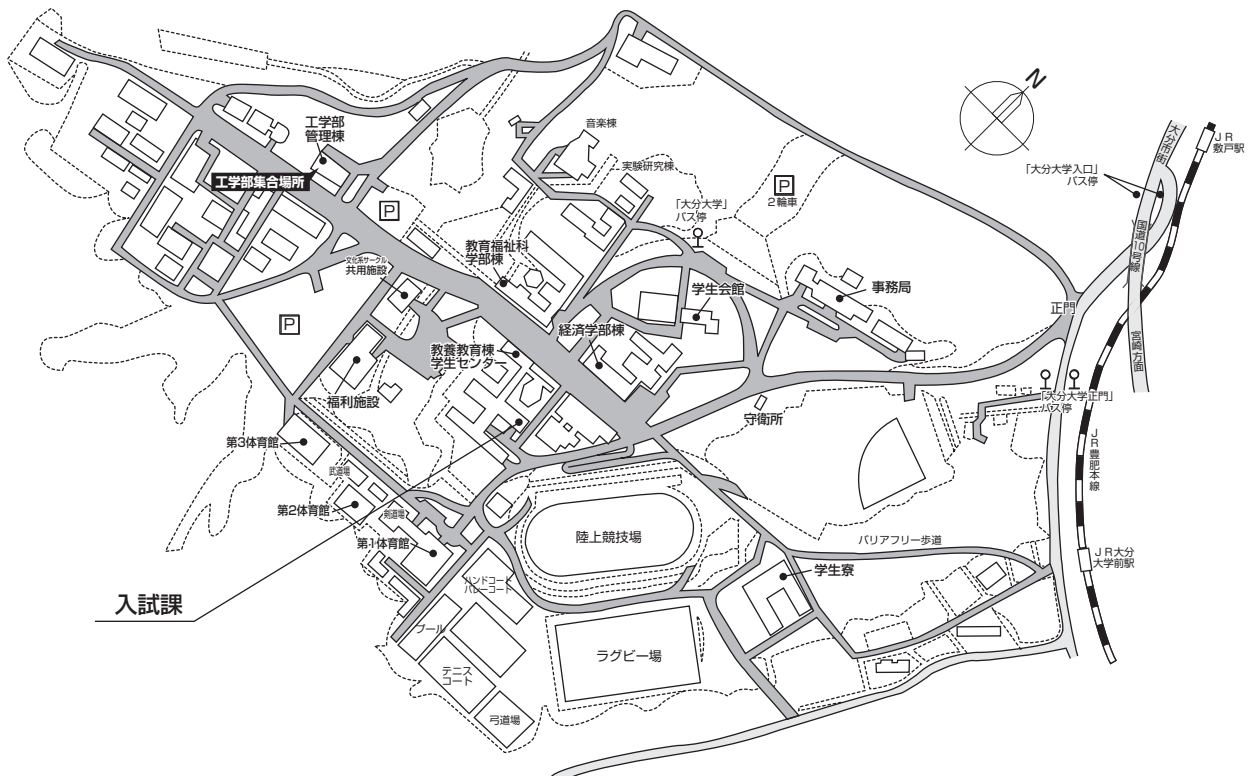 N
JR
敷戸駅
大分市街
「大分大学入口」
バス停
国道10号線
宮崎方面
正門
「大分大学正門」
バス停
JR豊肥本線
JR大分
大学前駅
工学部
管理棟
工学部集合場所
音楽棟
実験研究棟
「大分大学」
バス停
P
2輪車
P
教育福祉科
学部棟
文化系サークル
共用施設
学生会館
事務局
経済学部棟
P
教養教育棟
学生センター
福利施設
守衛所
第3体育館
武道場
第2体育館
剣道場
第1体育館
陸上競技場
バリアフリー歩道
学生寮
ハンドコート
バレーコート
入試課
プール
ラグビー場
テニス
コート
弓道場